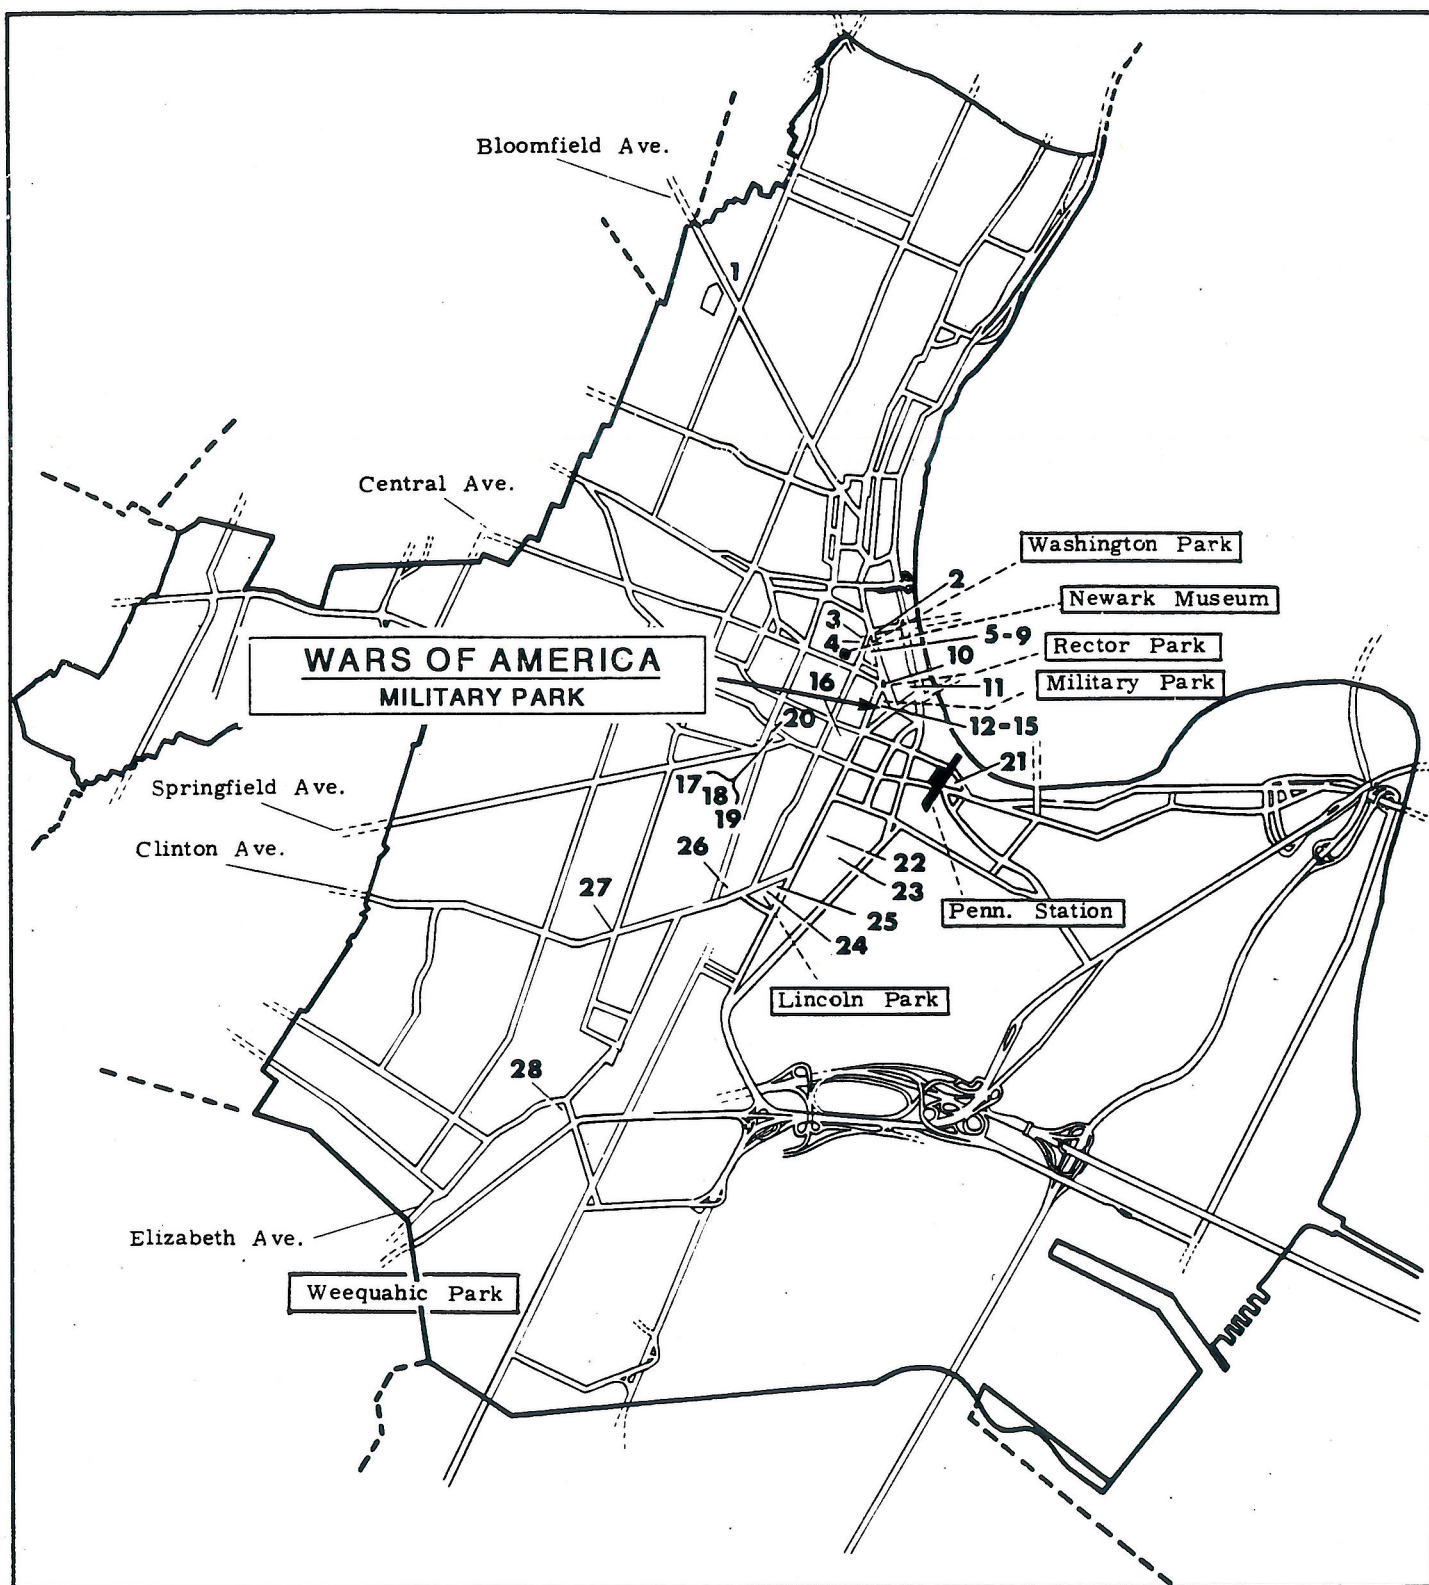 Bloomfield Ave.
1
Central Ave.
Washington Park
2
Newark Museum
3
4
5-9
Rector Park
10
WARS OF AMERICA
MILITARY PARK
16
11
Military Park
12-15
20
21
17
18
19
Springfield Ave.
Clinton Ave.
26
22
23
27
25
Penn. Station
24
Lincoln Park
28
Elizabeth Ave.
Weequahic Park